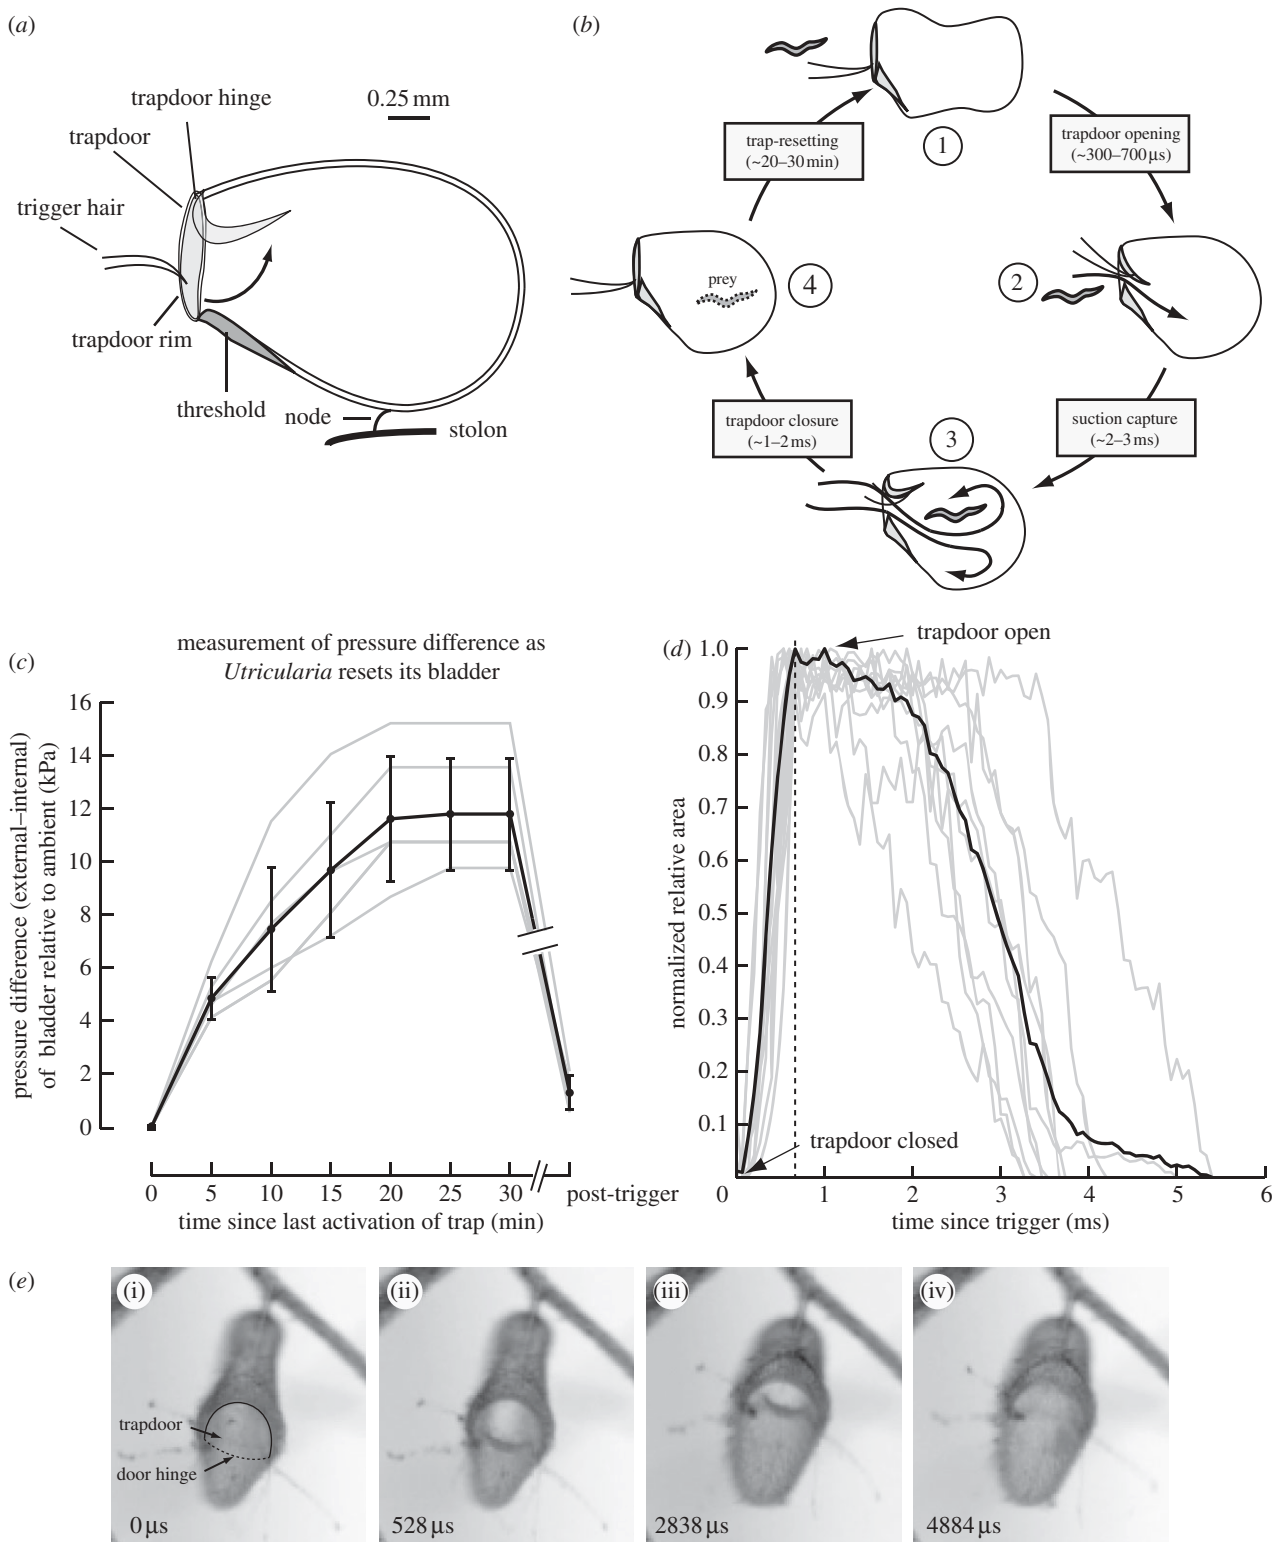 (a)
trapdoor hinge
0.25 mm
trapdoor
trigger hair
trapdoor rim
threshold
node
stolon
(b)
1
trapdoor opening
(~300–700 µs)
2
suction capture
(~2–3 ms)
3
trapdoor closure
(~1–2 ms)
prey
4
trap-resetting
(~20–30 min)
(c)
measurement of pressure difference as
Utricularia resets its bladder
pressure difference (external–internal)
of bladder relative to ambient (kPa)
16
14
12
10
8
6
4
2
0
0 5 10 15 20 25 30 post-trigger
time since last activation of trap (min)
(d)
trapdoor open
normalized relative area
1.0
0.9
0.8
0.7
0.6
0.5
0.4
0.3
0.2
0.1
trapdoor closed
0 1 2 3 4 5 6
time since trigger (ms)
(e)
(i)
trapdoor
door hinge
0 µs
(ii)
528 µs
(iii)
2838 µs
(iv)
4884 µs